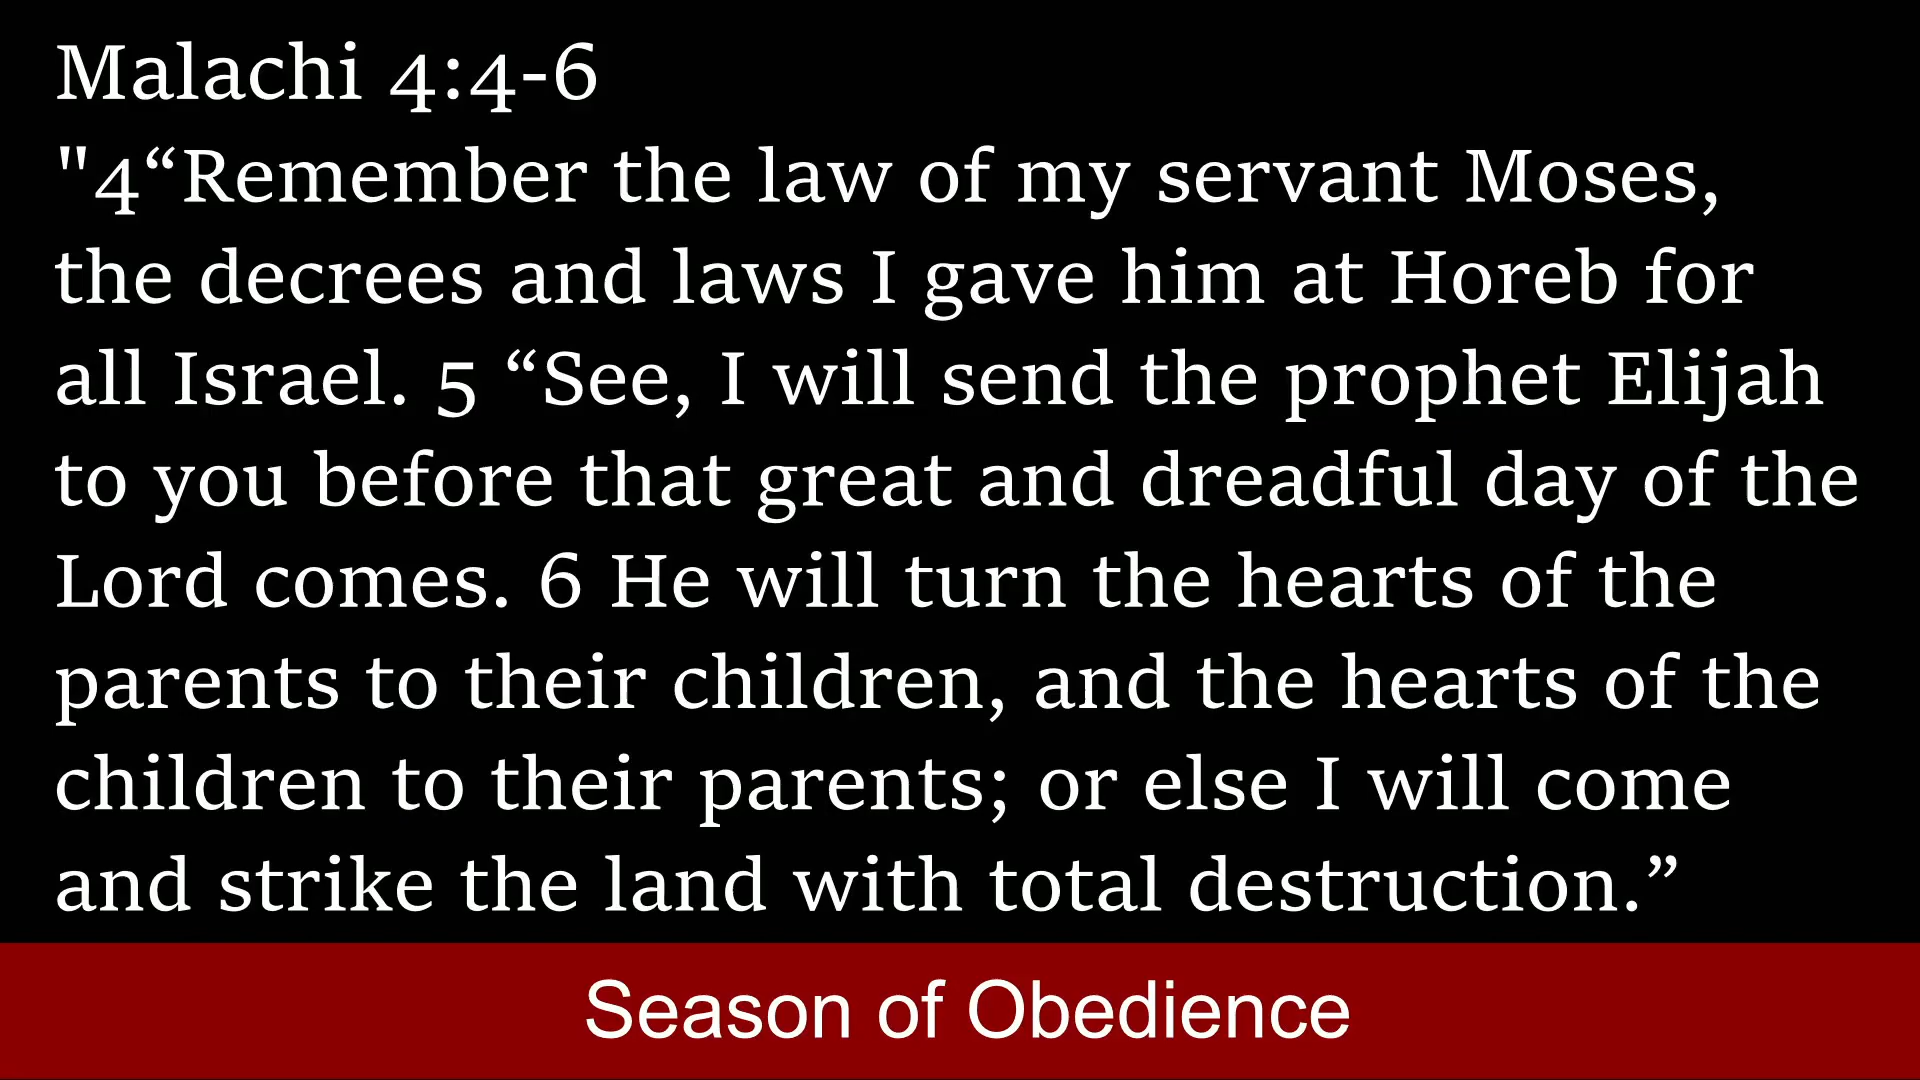 Malachi 4:4-6
"4“Remember the law of my servant Moses,
the decrees and laws I gave him at Horeb for
all Israel. 5 “See, I will send the prophet Elijah
to you before that great and dreadful day of the
Lord comes. 6 He will turn the hearts of the
parents to their children, and the hearts of the
children to their parents; or else I will come
and strike the land with total destruction.”
Season of Obedience